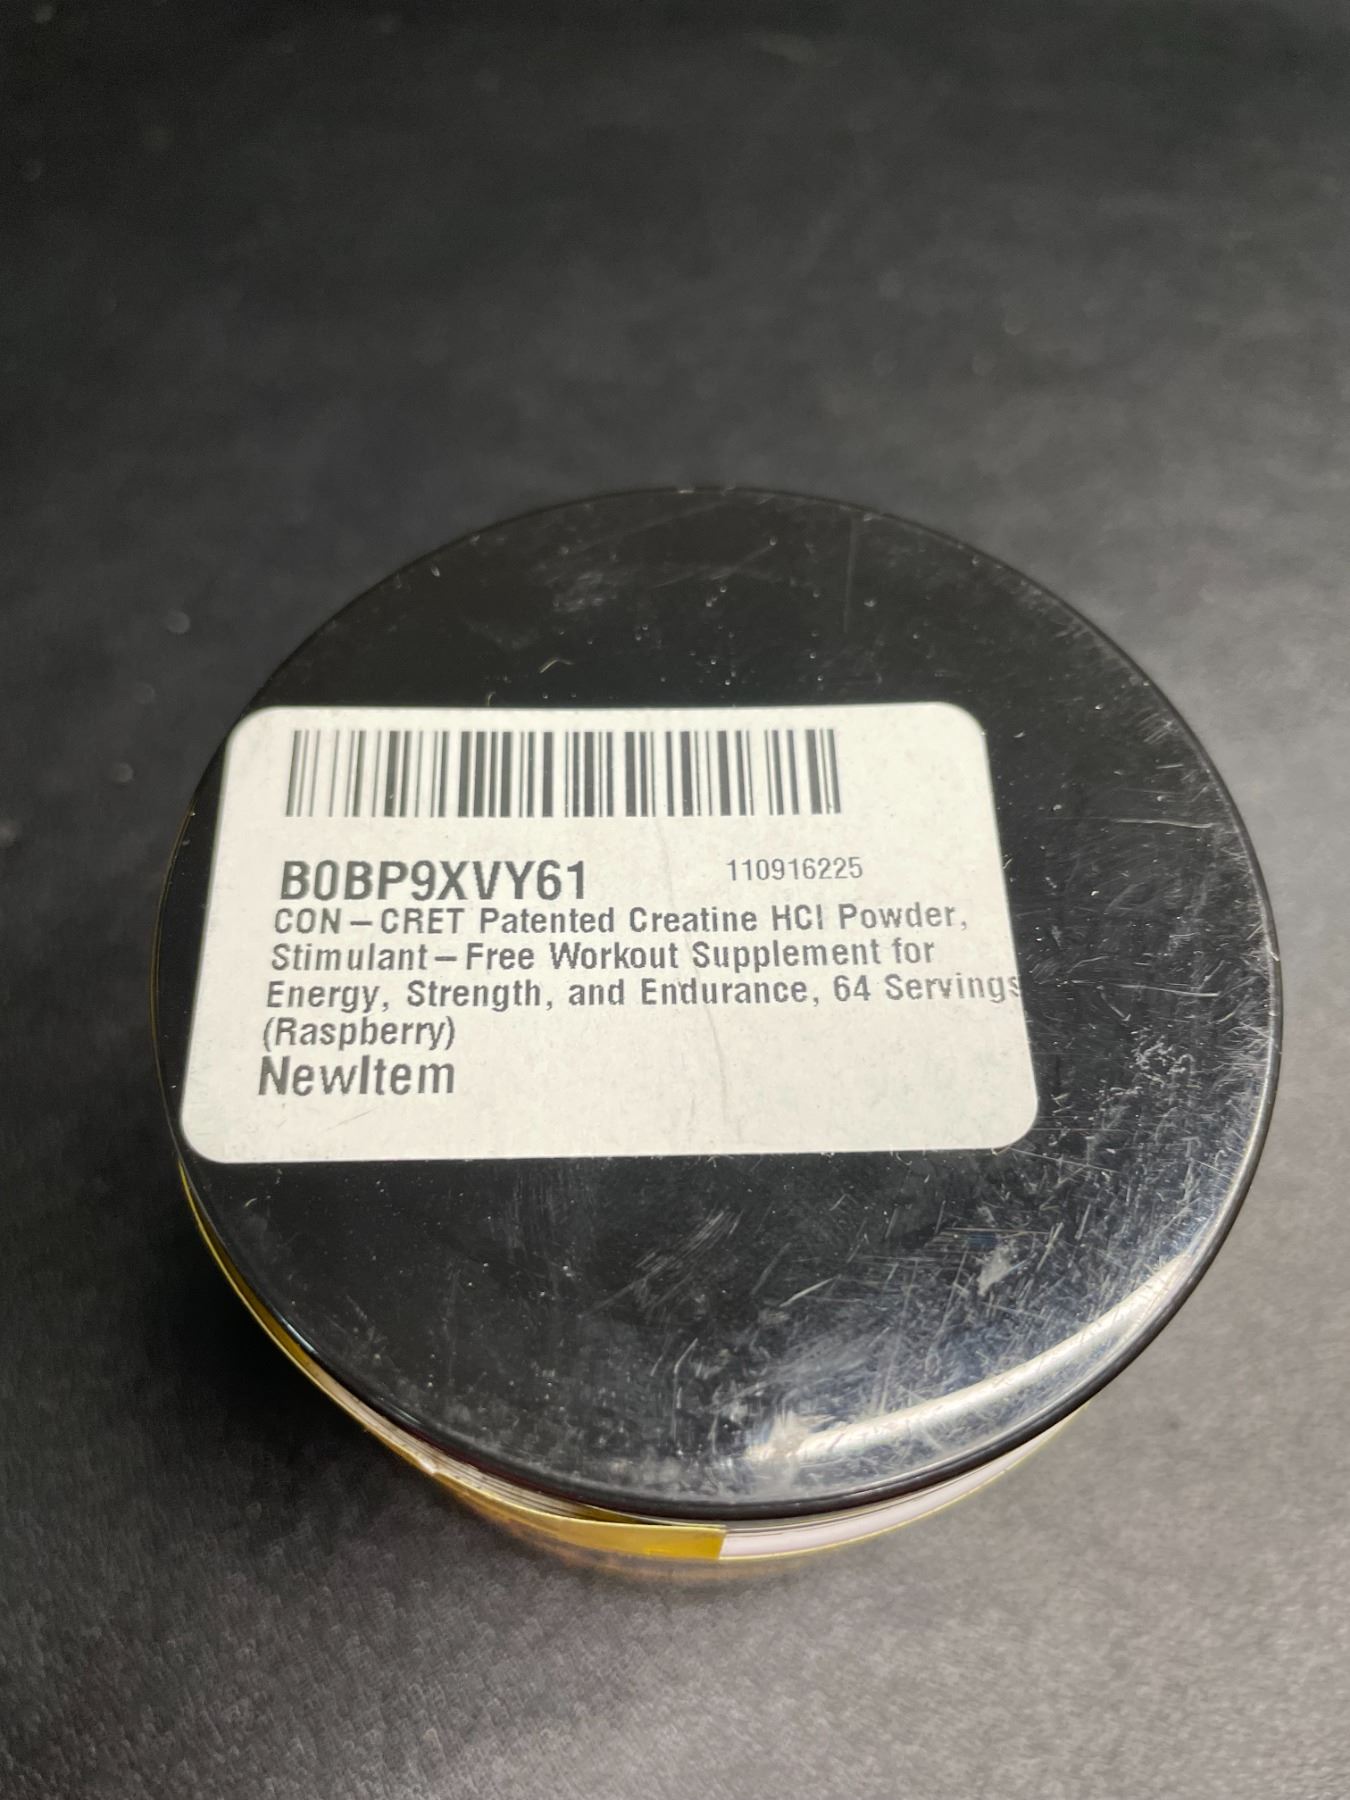 B0BP9XVY61 110916225
CON-CRET Patented Creatine HCl Powder,
Stimulant-Free Workout Supplement for
Energy, Strength, and Endurance, 64 Servings
(Raspberry)
NewItem